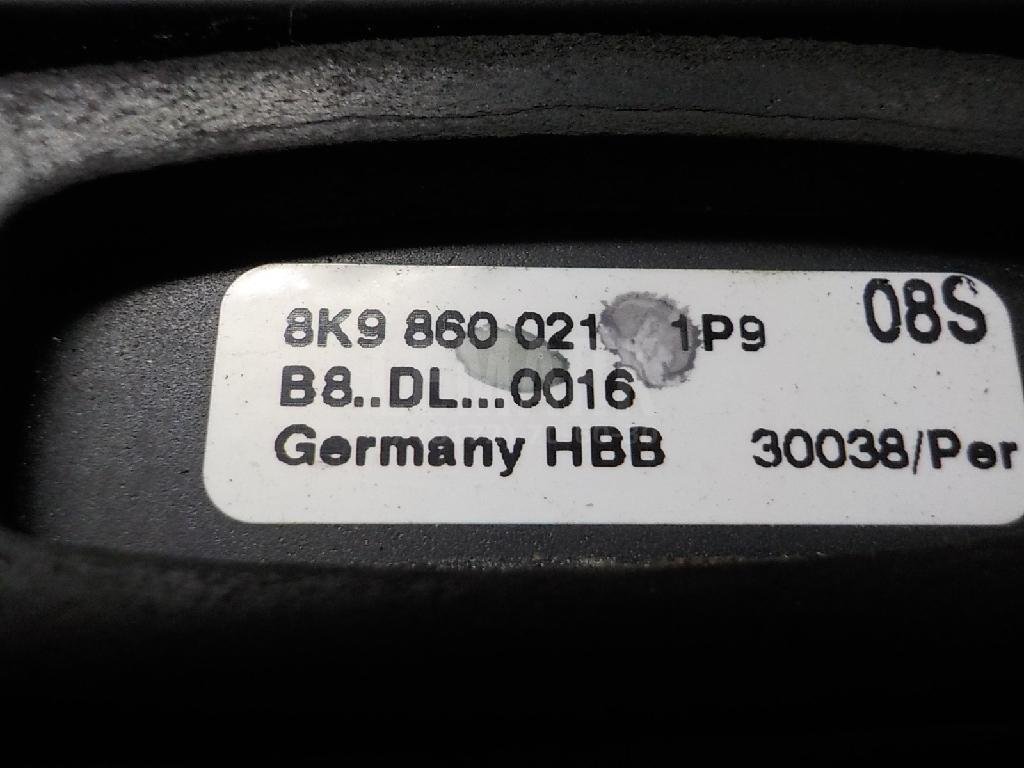 8K9 860 021 1P9 08S
B8..DL...0016
Germany HBB 30038/Per